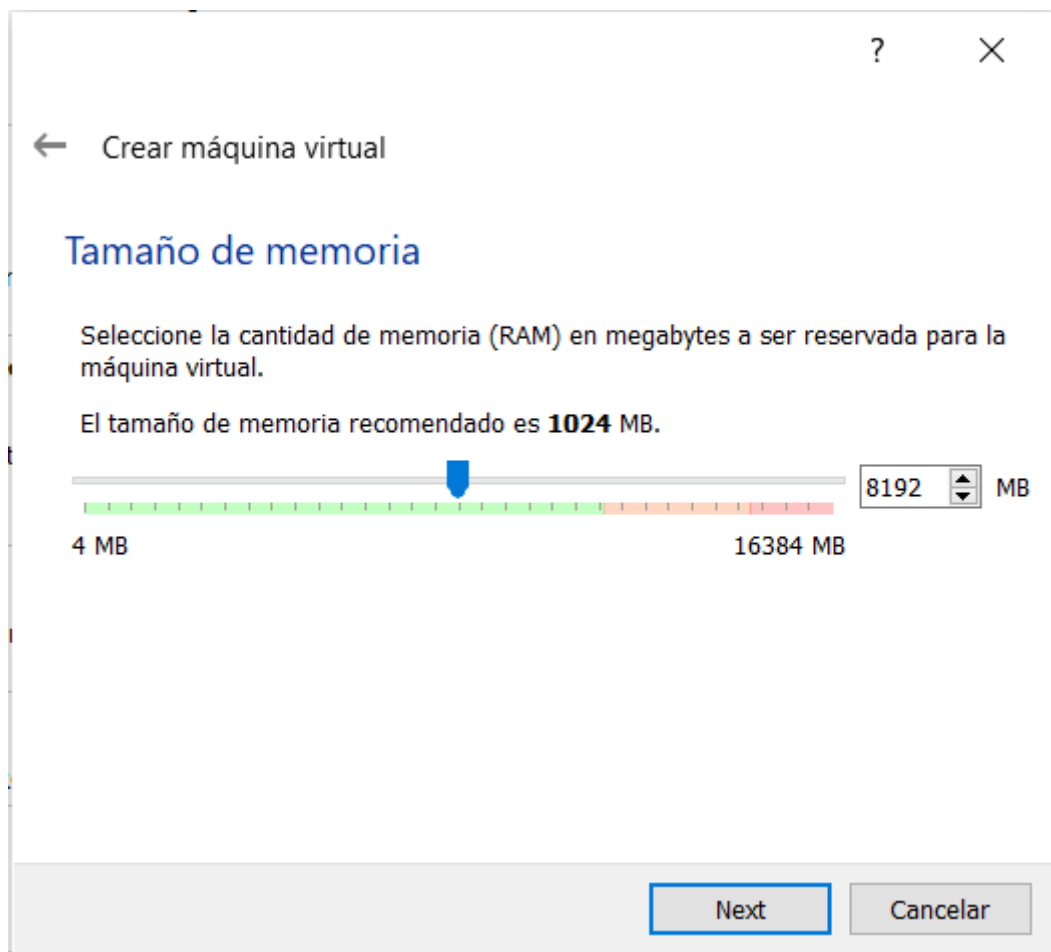 ?
Crear máquina virtual
Tamaño de memoria
Seleccione la cantidad de memoria (RAM) en megabytes a ser reservada para la
máquina virtual.
El tamaño de memoria recomendado es 1024 MB.
8192 MB
4 MB 16384 MB
Next Cancelar